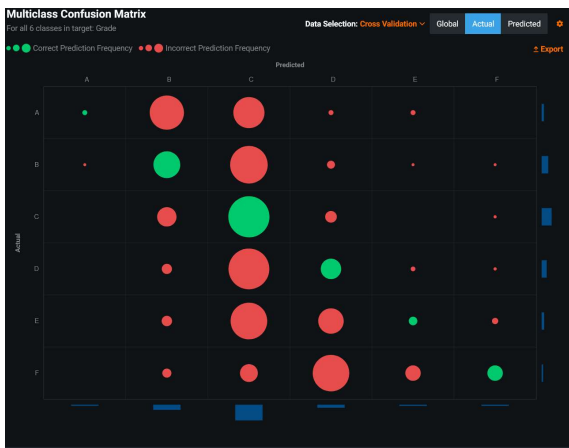 Multiclass Confusion Matrix
For all 6 classes in target: Grade
Data Selection: Cross Validation
Global Actual Predicted
Correct Prediction Frequency Incorrect Prediction Frequency
Export
Predicted
A B C D E F
A
B
C
Actual
D
E
F